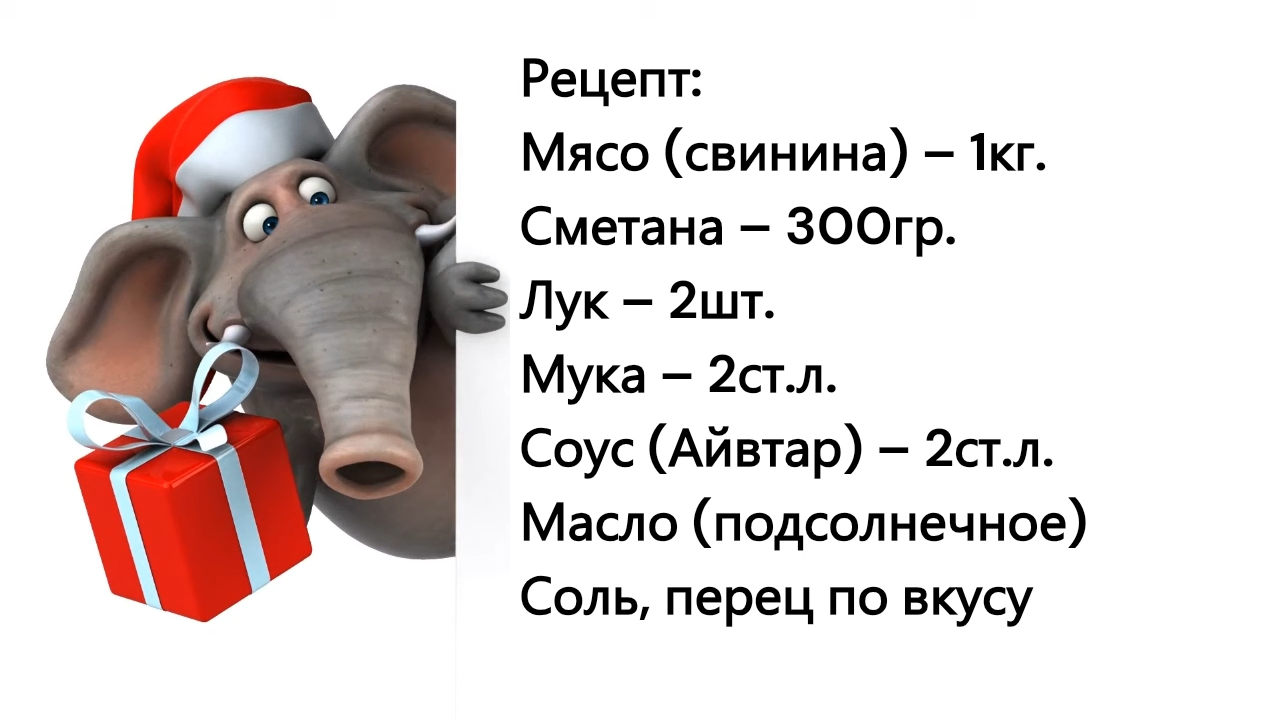 Рецепт:
Мясо (свинина) – 1кг.
Сметана – 300гр.
Лук – 2шт.
Мука – 2ст.л.
Соус (Айвтар) – 2ст.л.
Масло (подсолнечное)
Соль, перец по вкусу